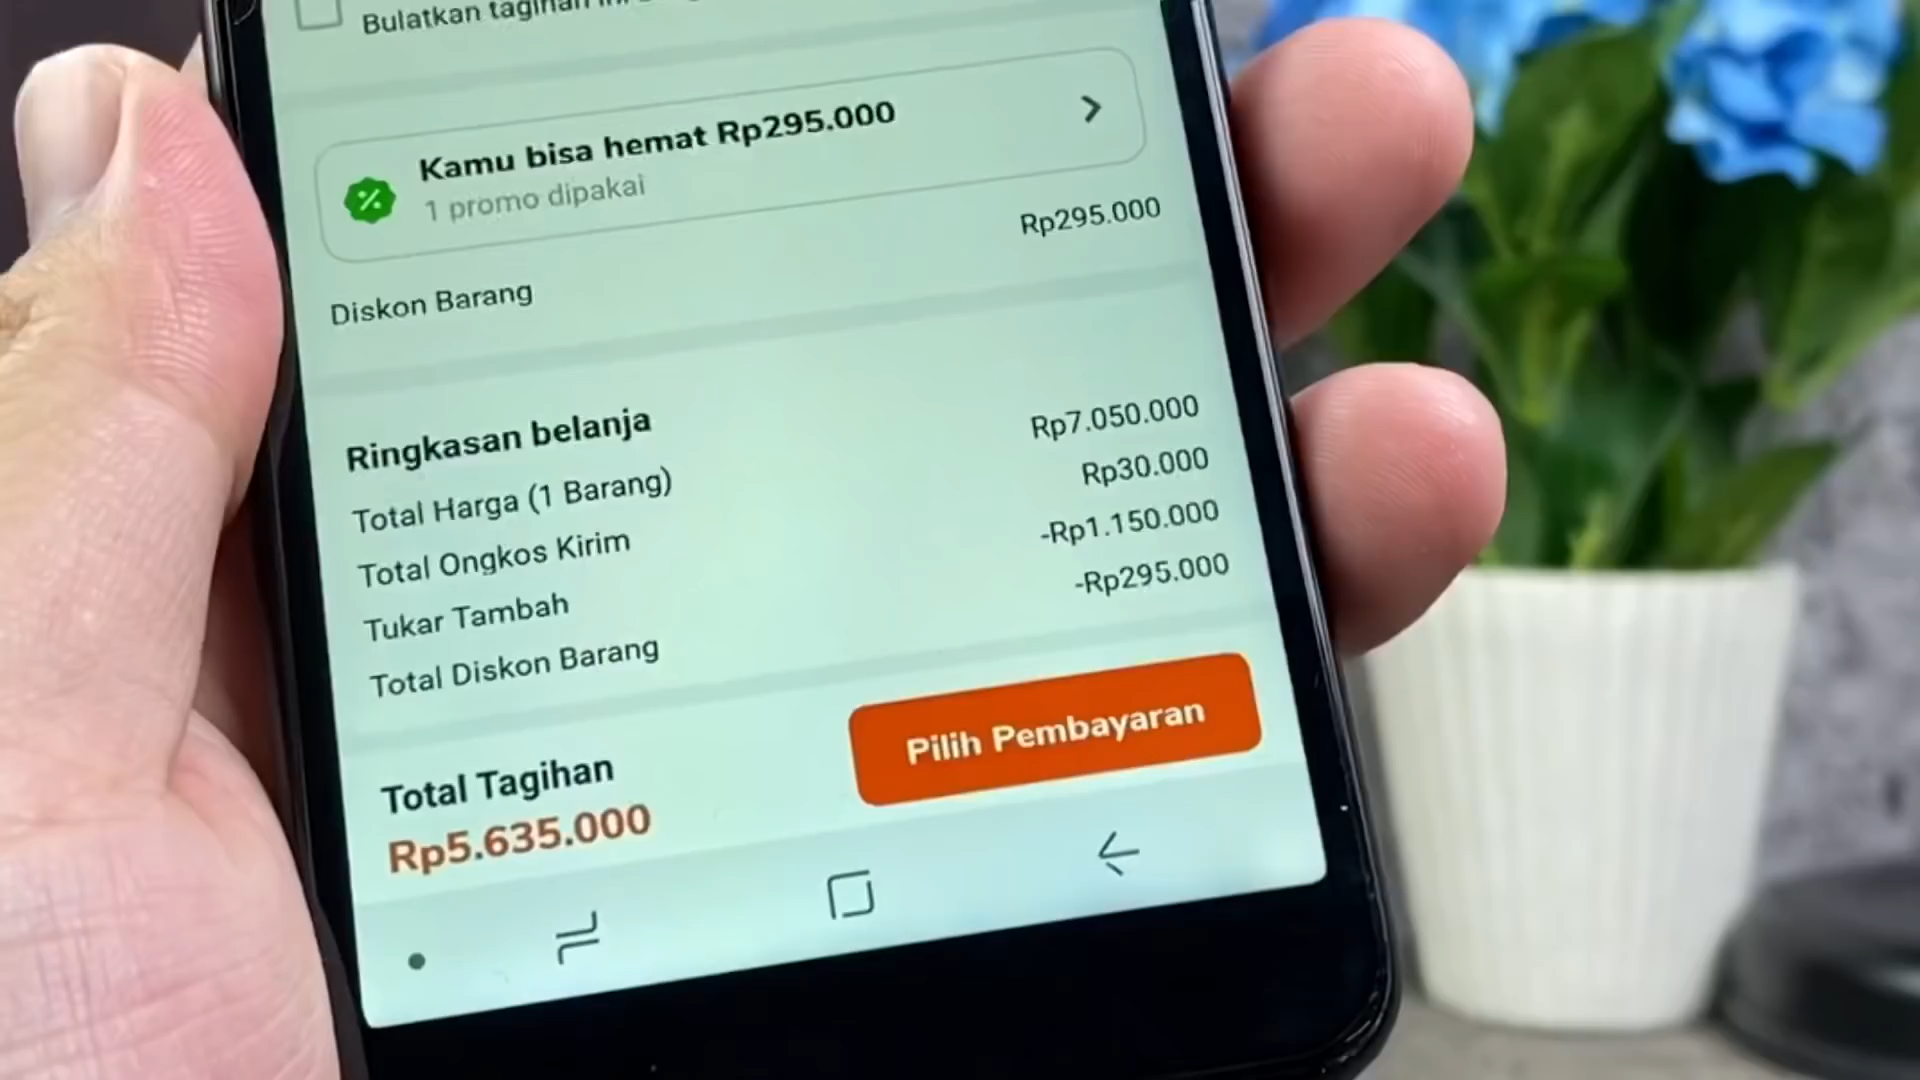 Bulatkan tagihan
Kamu bisa hemat Rp295.000
1 promo dipakai
Diskon Barang Rp295.000
Ringkasan belanja
Total Harga (1 Barang) Rp7.050.000
Total Ongkos Kirim Rp30.000
Tukar Tambah -Rp1.150.000
Total Diskon Barang -Rp295.000
Total Tagihan
Rp5.635.000
Pilih Pembayaran